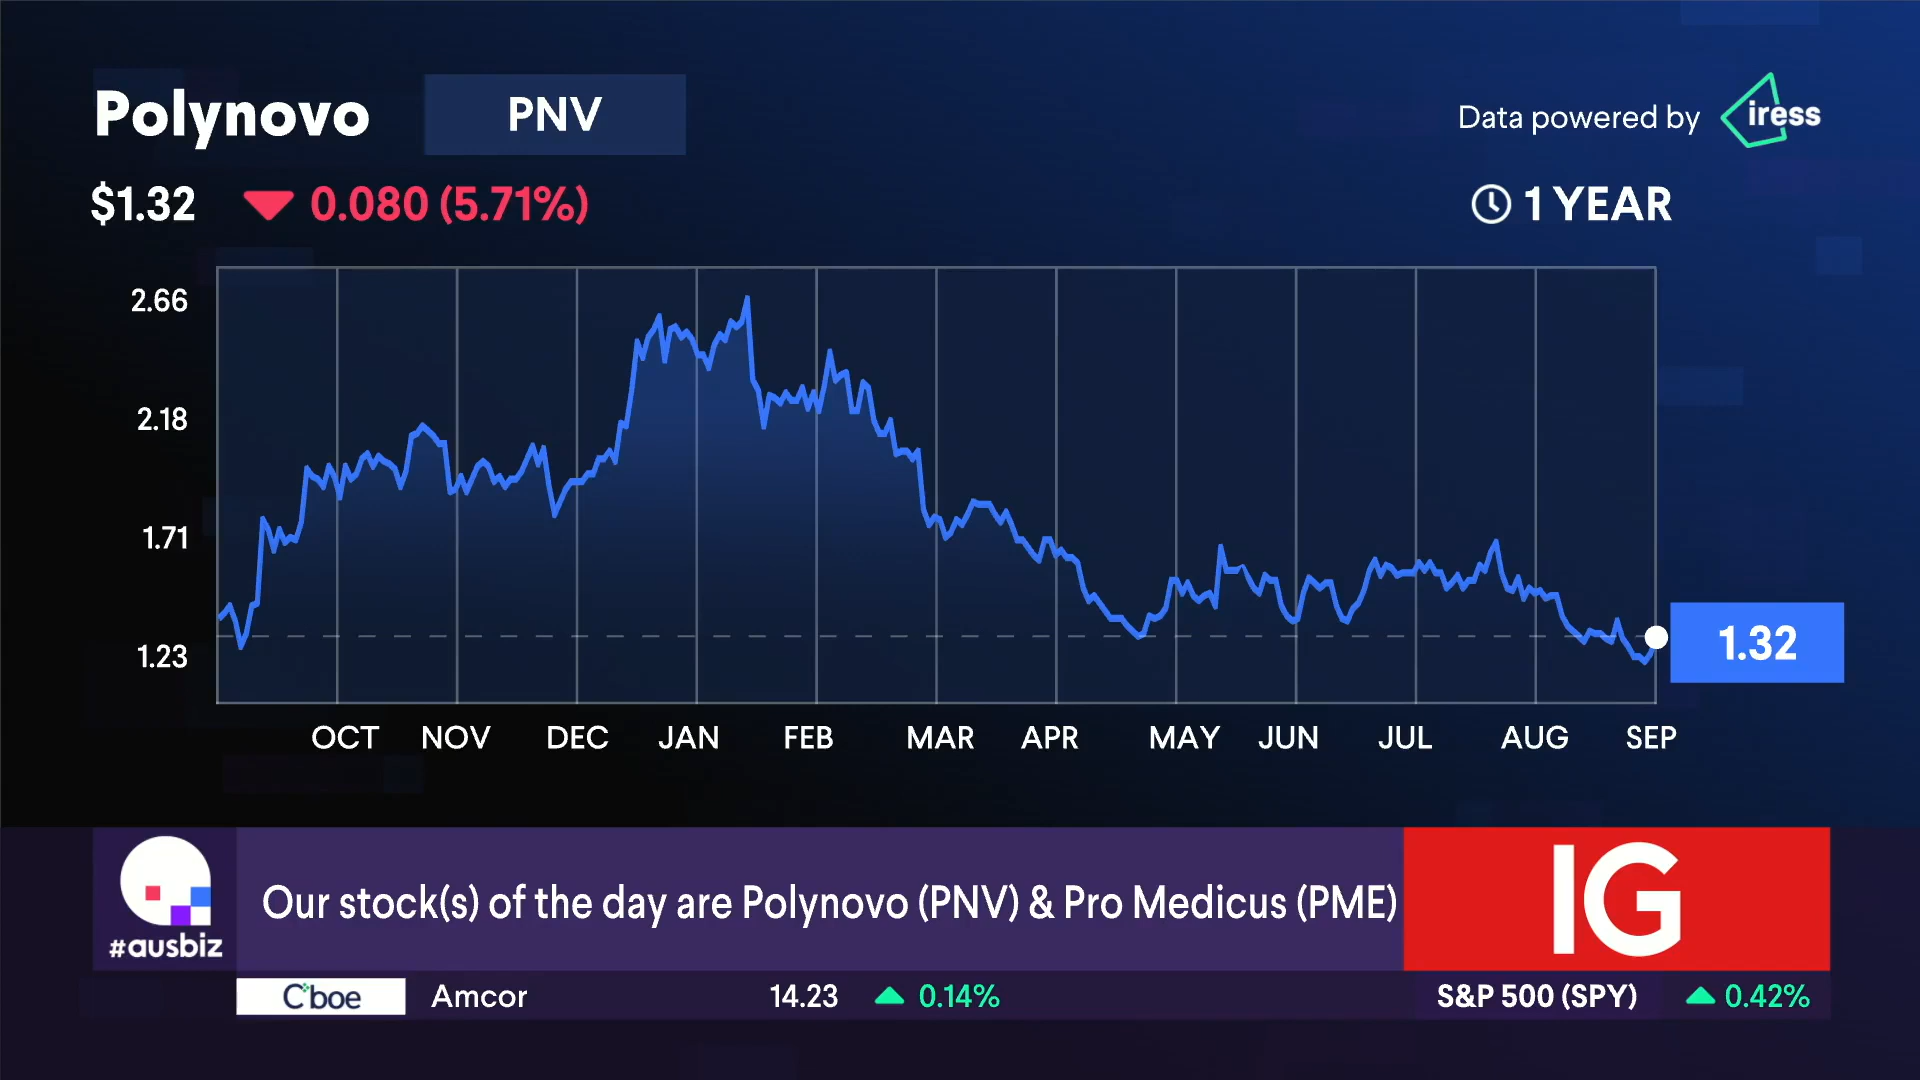 Polynovo PNV
Data powered by iress
$1.32 0.080 (5.71%)
1 YEAR
2.66
2.18
1.71
1.23
1.32
OCT NOV DEC JAN FEB MAR APR MAY JUN JUL AUG SEP
#ausbiz
Our stock(s) of the day are Polynovo (PNV) & Pro Medicus (PME)
IG
Cboe Amcor 14.23 0.14% S&P 500 (SPY) 0.42%